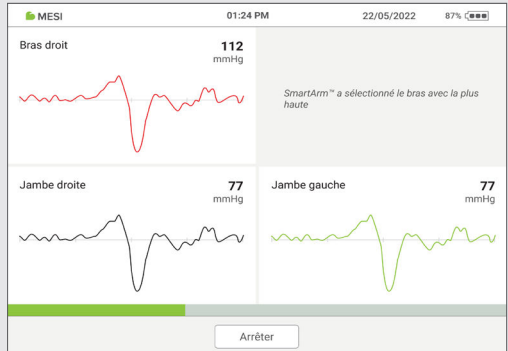 MESI
01:24 PM
22/05/2022
87%
Bras droit
112
mmHg
SmartArm™ a sélectionné le bras avec la plus
haute
Jambe droite
77
mmHg
Jambe gauche
77
mmHg
Arrêter